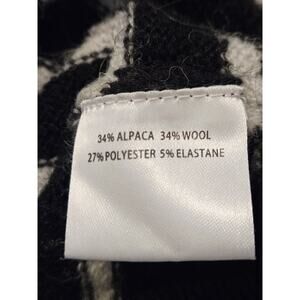 34% ALPACA 34% WOOL
27% POLYESTER 5% ELASTANE